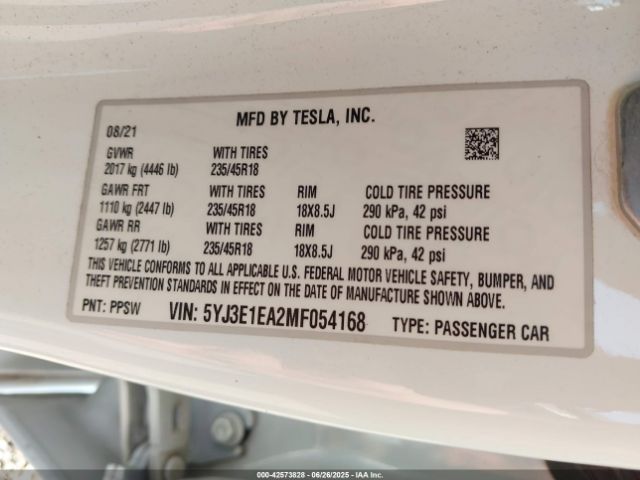 MFD BY TESLA, INC.
08/21
GVWR WITH TIRES
2017 kg (4446 lb) 235/45R18
GAWR FRT WITH TIRES RIM COLD TIRE PRESSURE
1110 kg (2447 lb) 235/45R18 18X8.5J 290 kPa, 42 psi
GAWR RR WITH TIRES RIM COLD TIRE PRESSURE
1257 kg (2771 lb) 235/45R18 18X8.5J 290 kPa, 42 psi
THIS VEHICLE CONFORMS TO ALL APPLICABLE U.S. FEDERAL MOTOR VEHICLE SAFETY, BUMPER, AND
THEFT PREVENTION STANDARDS IN EFFECT ON THE DATE OF MANUFACTURE SHOWN ABOVE.
PNT: PPSW VIN: 5YJ3E1EA2MF054168 TYPE: PASSENGER CAR
000-42573828 - 06/26/2025 - IAA Inc.